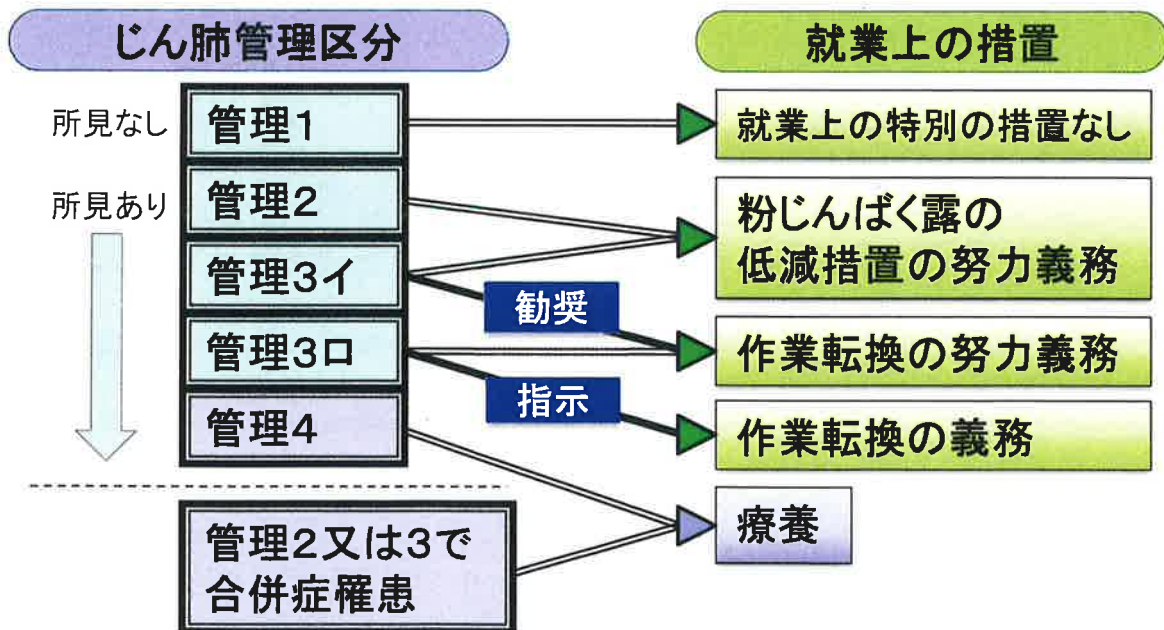 じん肺管理区分
就業上の措置
所見なし
管理1
就業上の特別の措置なし
所見あり
管理2
粉じんばく露の
低減措置の努力義務
管理3イ
勧奨
管理3ロ
作業転換の努力義務
指示
管理4
作業転換の義務
管理2又は3で
合併症罹患
療養